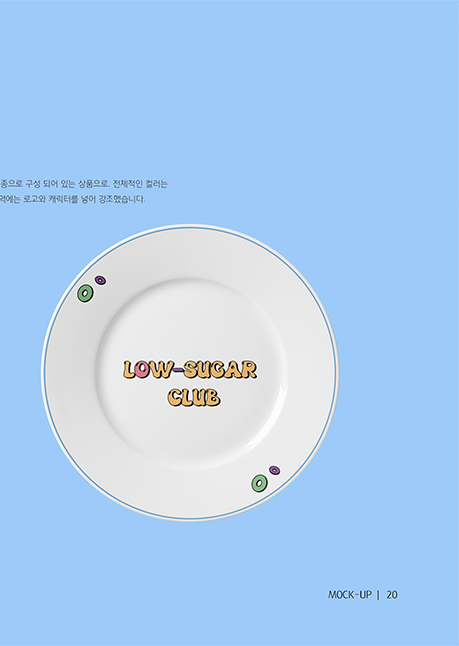 종으로 구성 되어 있는 상품으로. 전체적인 컬러는
역에는 로고와 캐릭터를 넣어 강조했습니다.
LOW-SUGAR
CLUB
MOCK-UP | 20